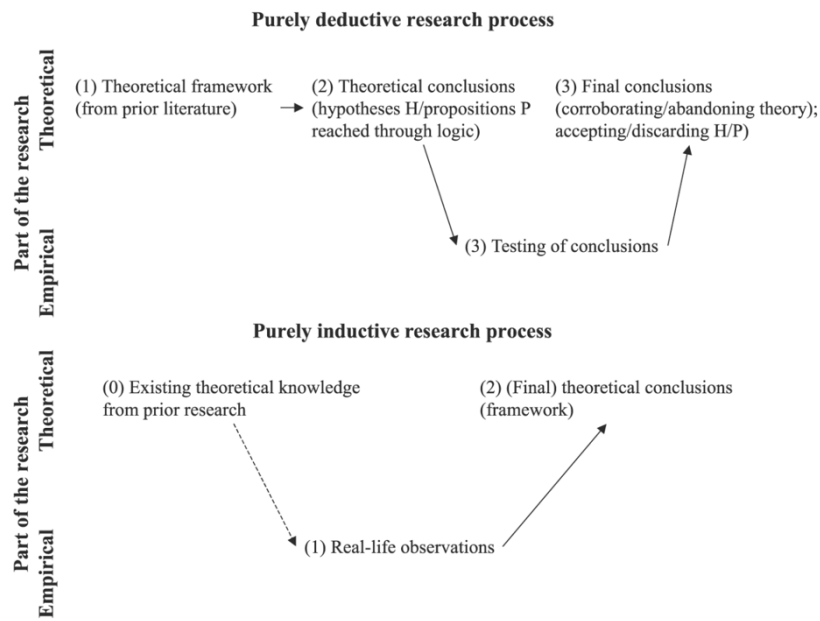 Purely deductive research process
Part of the research
Theoretical
Empirical
(1) Theoretical framework
(from prior literature)
(2) Theoretical conclusions
(hypotheses H/propositions P
reached through logic)
(3) Final conclusions
(corroborating/abandoning theory);
accepting/discarding H/P)
(3) Testing of conclusions
Purely inductive research process
Part of the research
Theoretical
Empirical
(0) Existing theoretical knowledge
from prior research
(2) (Final) theoretical conclusions
(framework)
(1) Real-life observations